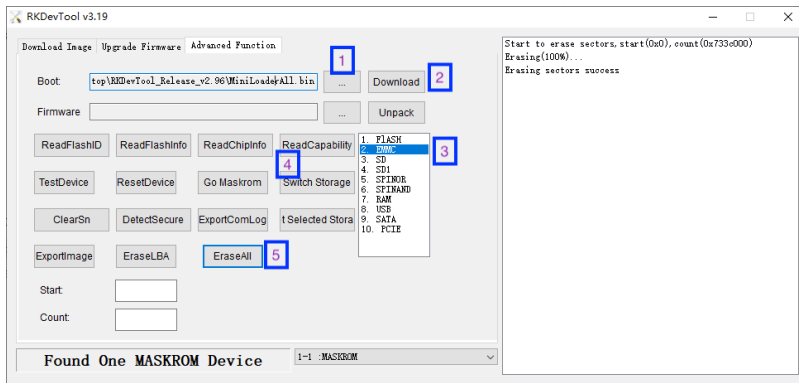 RKDevTool v3.19
Download Image Upgrade Firmware Advanced Function
1
Boot: top\RKDevTool_Release_v2.96\MiniLoaderAll.bin ... Download 2
Firmware ... Unpack
ReadFlashID ReadFlashInfo ReadChipInfo ReadCapability
4
TestDevice ResetDevice Go Maskrom Switch Storage
ClearSn DetectSecure ExportComLog t Selected Stora
ExportImage EraseLBA EraseAll 5
1. FlASH
2. EMMC
3. SD
4. SD1
5. SPINOR
6. SPINAND
7. RAM
8. USB
9. SATA
10. PCIE
3
Start:
Count:
Found One MASKROM Device 1-1 :MASKROM
Start to erase sectors,start(0x0),count(0x733c000)
Erasing(100%)...
Erasing sectors success